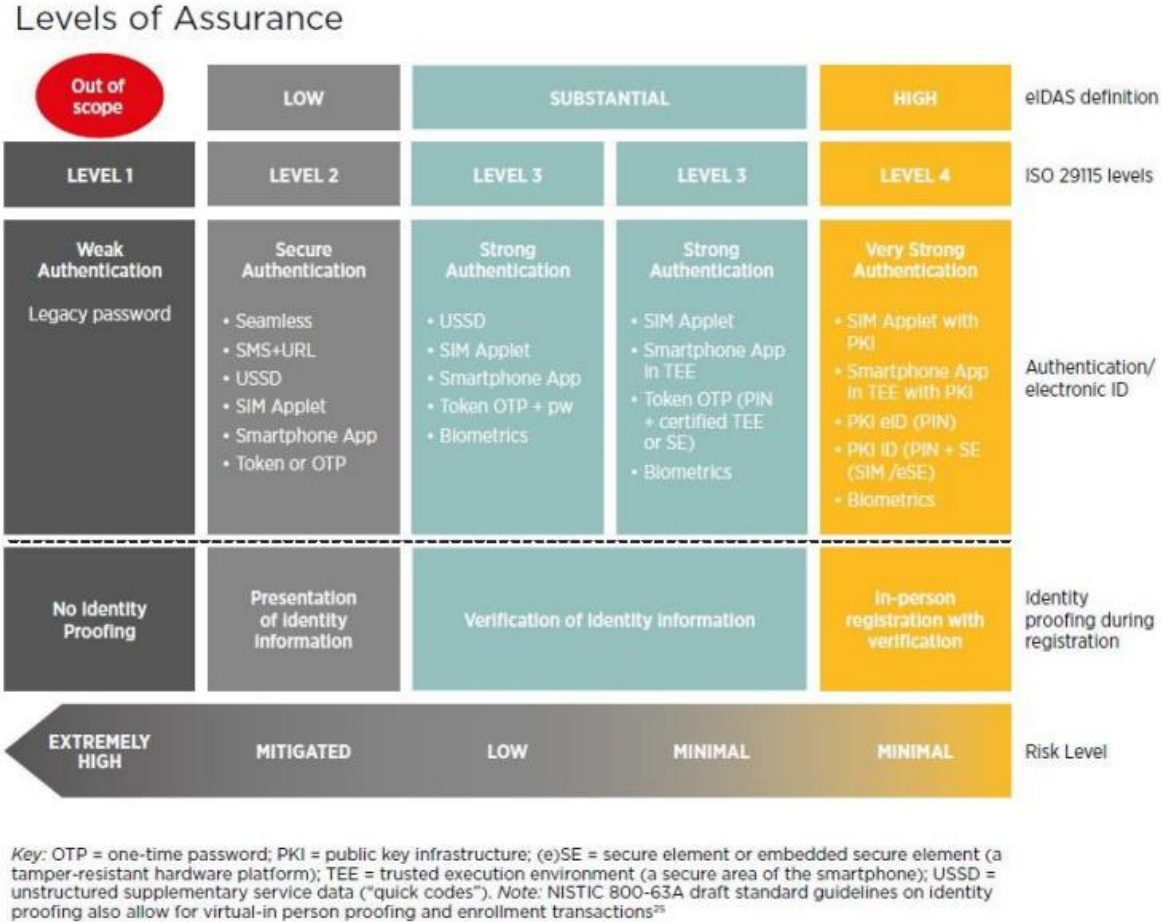 Levels of Assurance
Out of
scope
LOW
SUBSTANTIAL
HIGH
eIDAS definition
LEVEL 1
LEVEL 2
LEVEL 3
LEVEL 3
LEVEL 4
ISO 29115 levels
Weak
Authentication
Legacy password
Secure
Authentication
• Seamless
• SMS+URL
• USSD
• SIM Applet
• Smartphone App
• Token or OTP
Strong
Authentication
• USSD
• SIM Applet
• Smartphone App
• Token OTP + pw
• Biometrics
Strong
Authentication
• SIM Applet
• Smartphone App
in TEE
• Token OTP (PIN
+ certified TEE
or SE)
• Biometrics
Very Strong
Authentication
• SIM Applet with
PKI
• Smartphone App
in TEE with PKI
• PKI eID (PIN)
• PKI ID (PIN + SE
(SIM /eSE)
• Biometrics
Authentication/
electronic ID
No Identity
Proofing
Presentation
of Identity
Information
Verification of Identity Information
In-person
registration with
verification
Identity
proofing during
registration
EXTREMELY
HIGH
MITIGATED
LOW
MINIMAL
MINIMAL
Risk Level
Key: OTP = one-time password; PKI = public key infrastructure; (e)SE = secure element or embedded secure element (a
tamper-resistant hardware platform); TEE = trusted execution environment (a secure area of the smartphone); USSD =
unstructured supplementary service data ("quick codes"). Note: NISTIC 800-63A draft standard guidelines on identity
proofing also allow for virtual-in person proofing and enrollment transactions²⁵